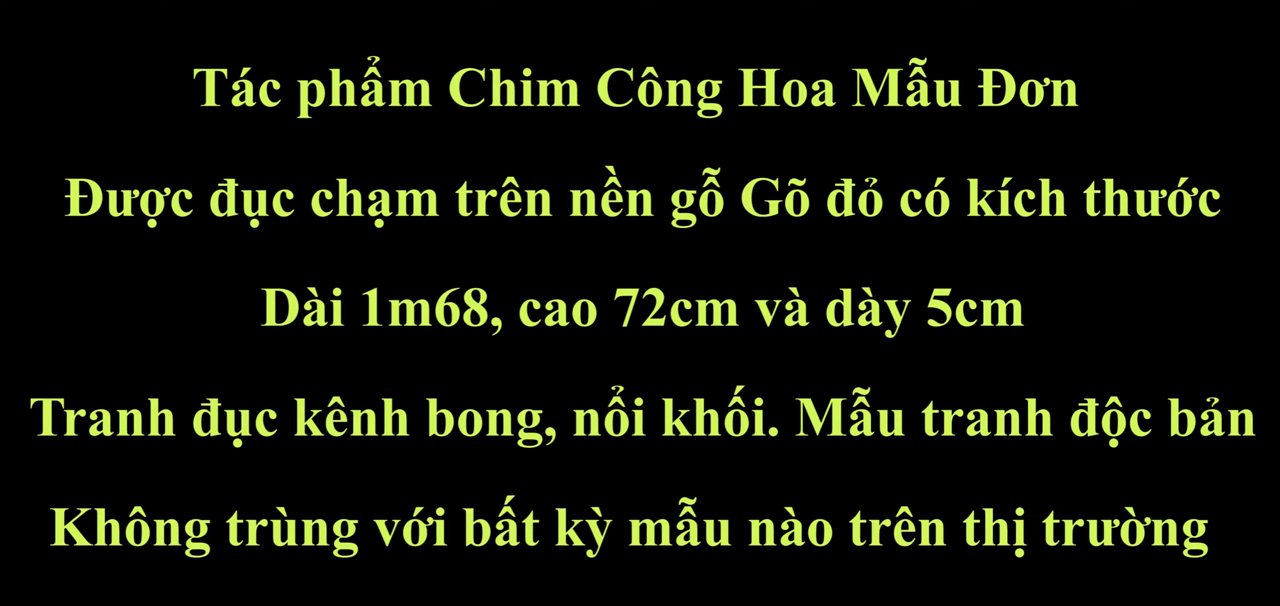 Tác phẩm Chim Công Hoa Mẫu Đơn
Được đục chạm trên nền gỗ Gõ đỏ có kích thước
Dài 1m68, cao 72cm và dày 5cm
Tranh đục kênh bong, nổi khối. Mẫu tranh độc bản
Không trùng với bất kỳ mẫu nào trên thị trường